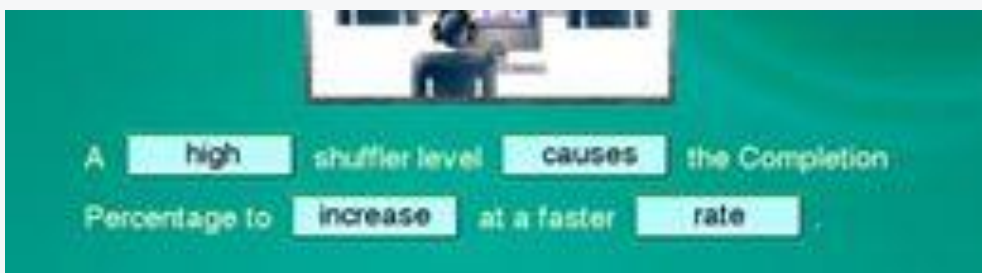 A high shuffler level causes the Completion
Percentage to increase at a faster rate .